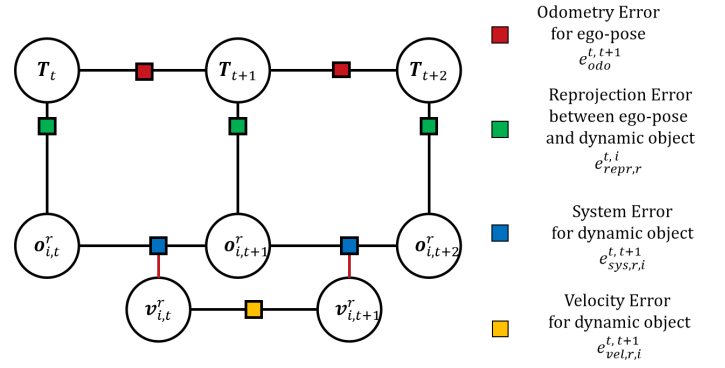 T_t
T_{t+1}
T_{t+2}
o^r_{i,t}
o^r_{i,t+1}
o^r_{i,t+2}
v^r_{i,t}
v^r_{i,t+1}
Odometry Error
for ego-pose
e^{t, t+1}_{odo}
Reprojection Error
between ego-pose
and dynamic object
e^{t, i}_{repr,r}
System Error
for dynamic object
e^{t, t+1}_{sys,r,i}
Velocity Error
for dynamic object
e^{t, t+1}_{vel,r,i}